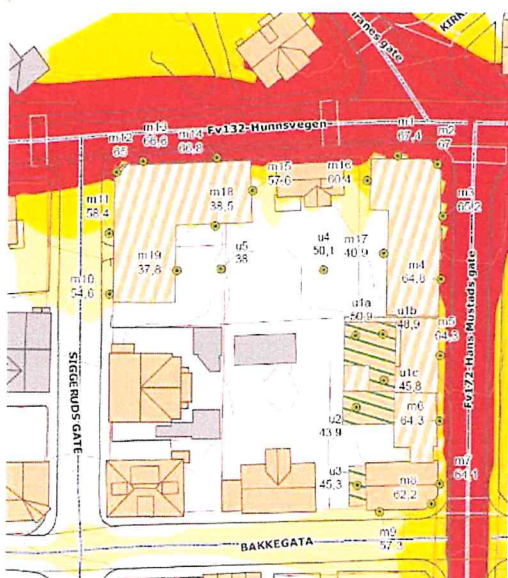 KIRK
ranes gate
Fv132-Hunnsvegen
m1
67,4
m2
67
m13
66,6
m14
66,8
m12
65
m15
57,6
m16
60,4
m3
65,2
m11
58,4
m18
38,5
u5
38
u4
50,1
m17
40,9
m19
37,8
m4
64,8
m10
54,6
u1a
50,9
u1b
48,9
m5
64,3
Fv172-Hans Mustads gate
SIGGERUDS GATE
u1c
45,8
m6
64,3
u2
43,9
u3
45,3
m7
64,1
m8
62,2
m9
57,3
BAKKEGATA